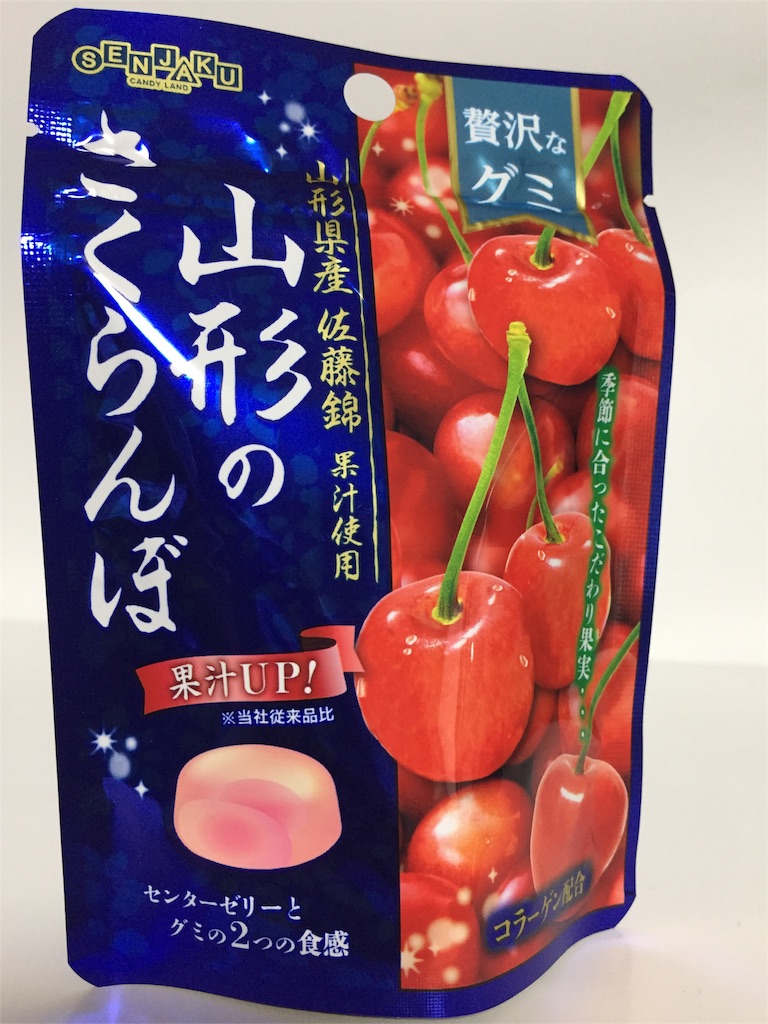 SENJAKU
CANDY LAND
贅沢な
グミ
山形県産 佐藤錦 果汁使用
山形の
さくらんぼ
季節に合ったこだわり果実・・・
果汁UP!
※当社従来品比
センターゼリーと
グミの2つの食感
コラーゲン配合